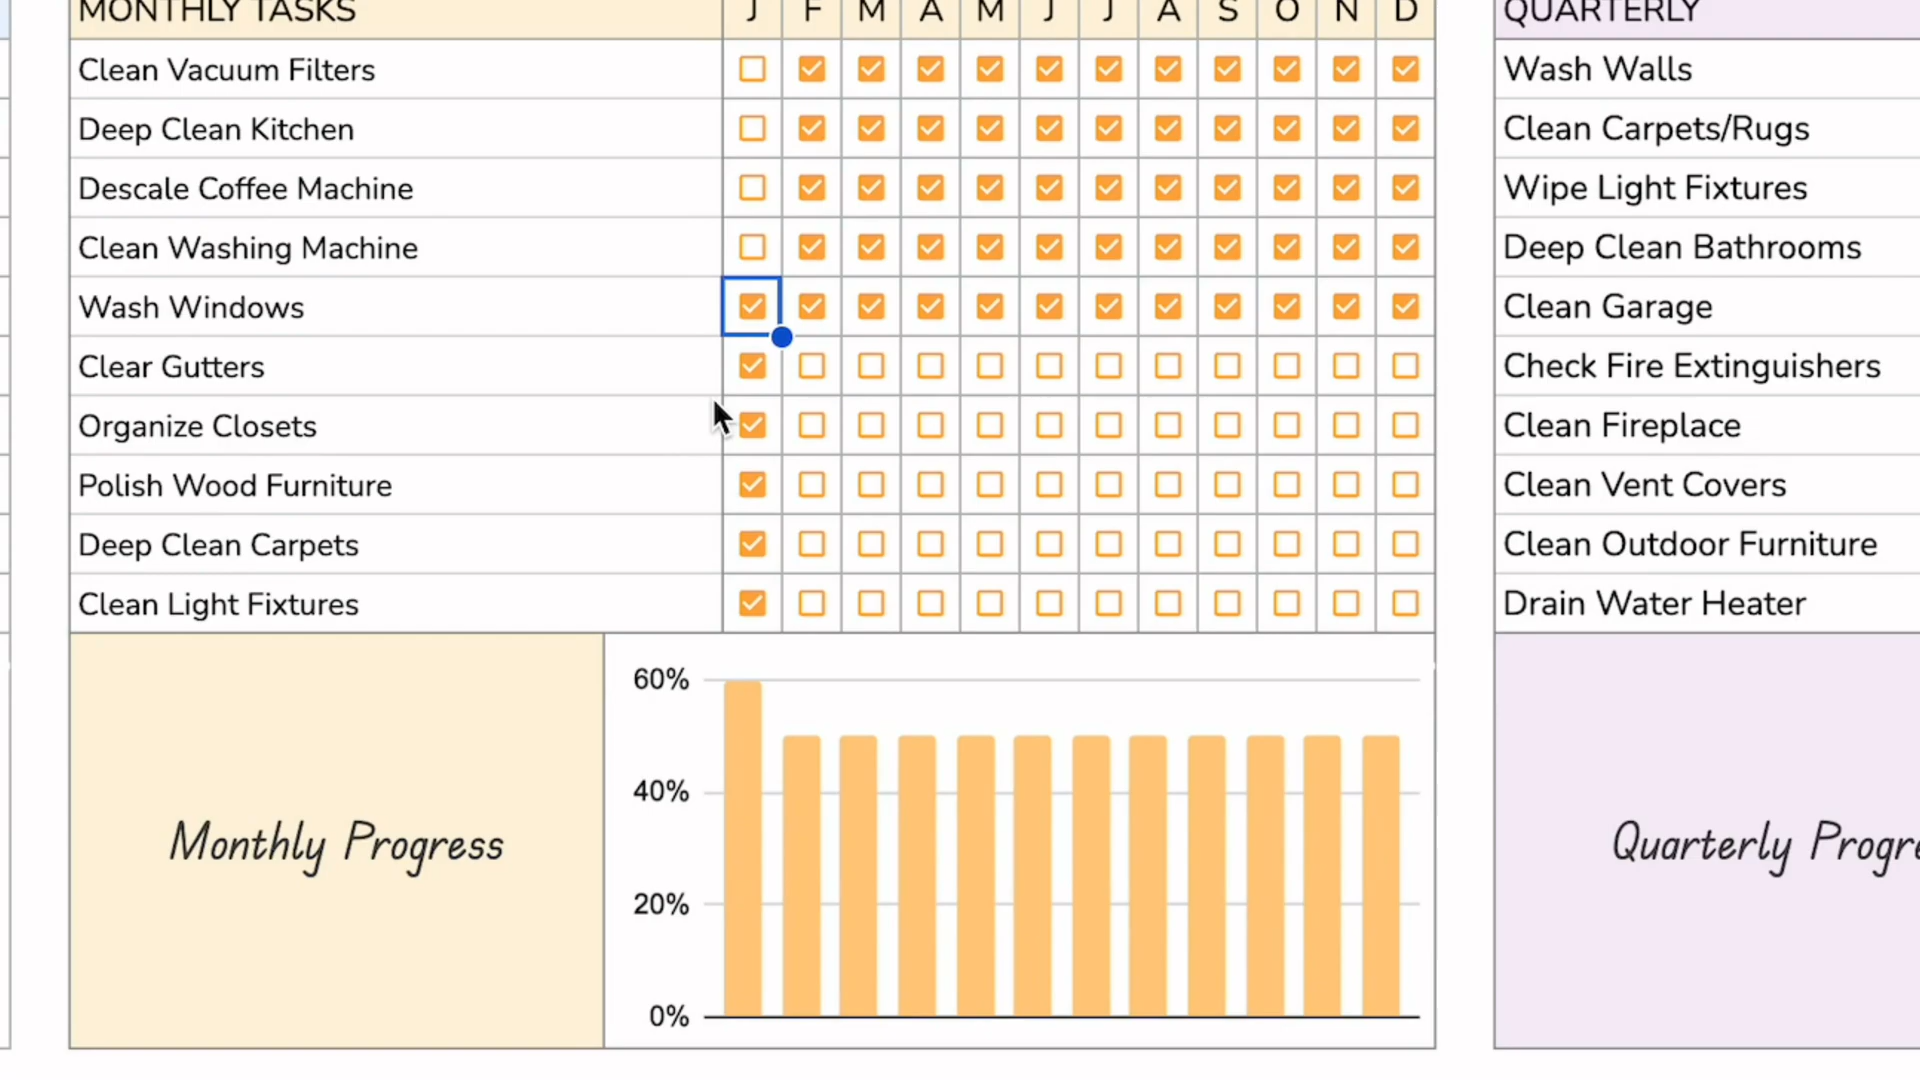 MONTHLY TASKS J F M A M J J A S O N D QUARTERLY
Clean Vacuum Filters Wash Walls
Deep Clean Kitchen Clean Carpets/Rugs
Descale Coffee Machine Wipe Light Fixtures
Clean Washing Machine Deep Clean Bathrooms
Wash Windows Clean Garage
Clear Gutters Check Fire Extinguishers
Organize Closets Clean Fireplace
Polish Wood Furniture Clean Vent Covers
Deep Clean Carpets Clean Outdoor Furniture
Clean Light Fixtures Drain Water Heater
60%
40%
Monthly Progress Quarterly Progre
20%
0%